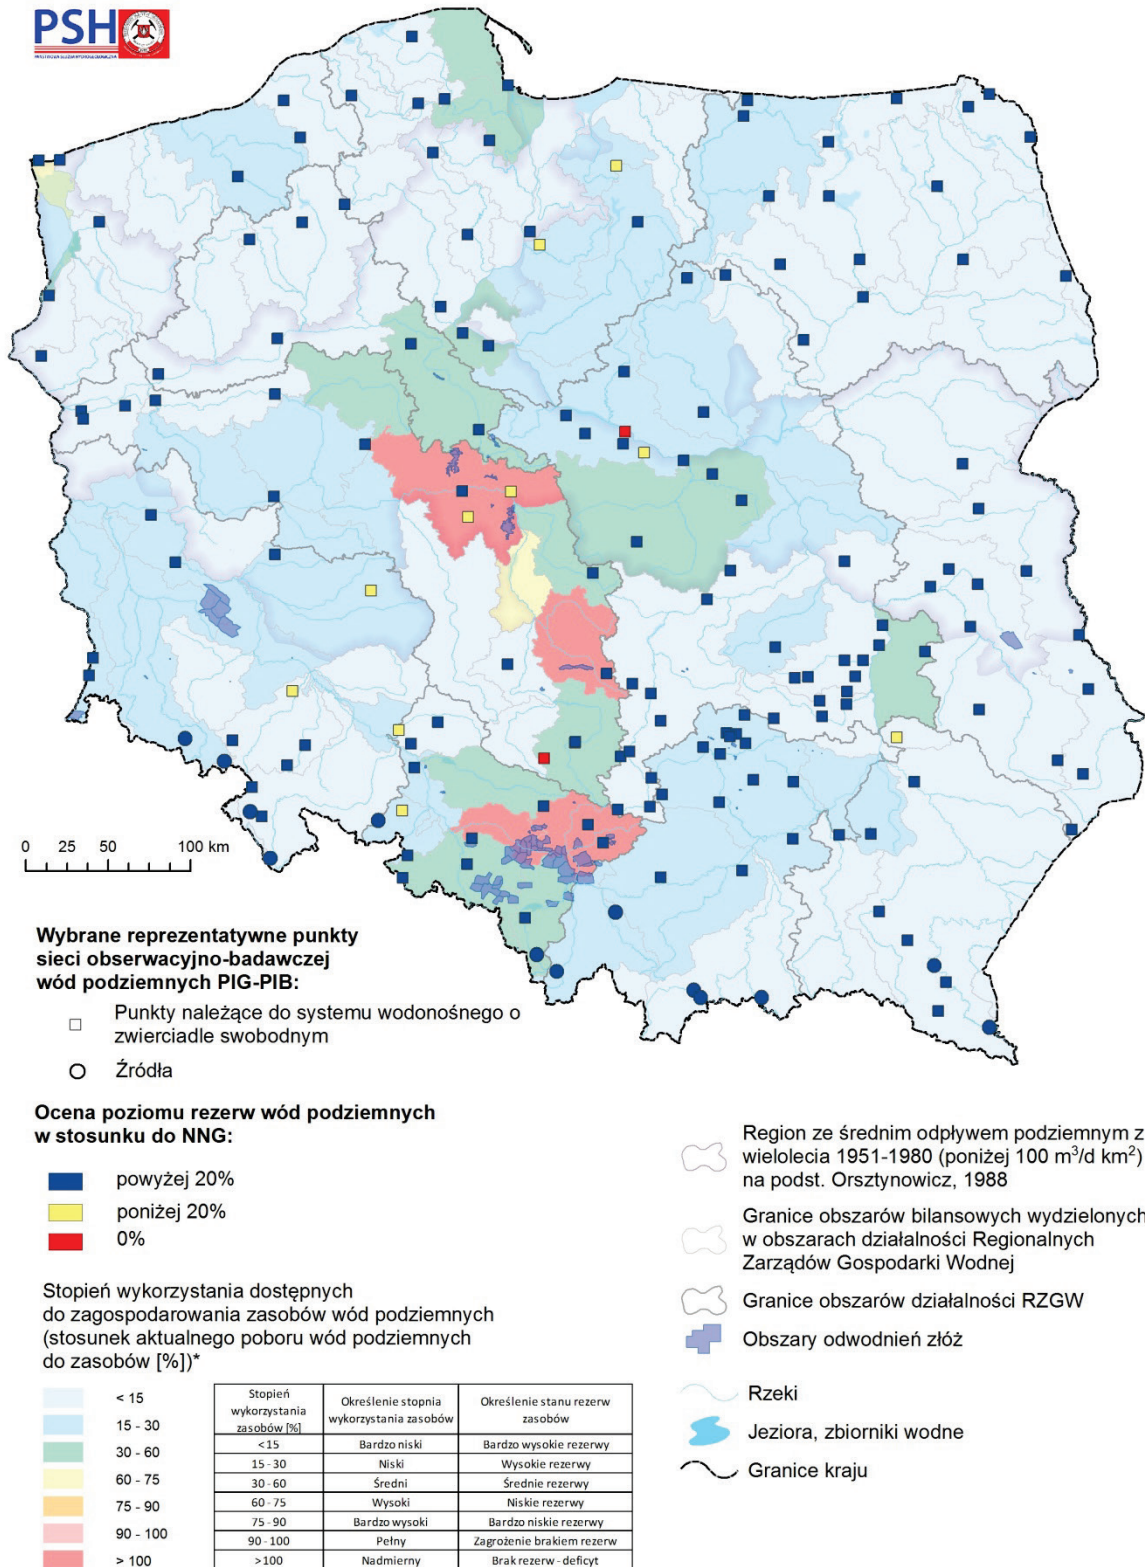 PSH
PAŃSTWOWA SŁUŻBA HYDROGEOLOGICZNA
0 25 50 100 km
Wybrane reprezentatywne punkty
sieci obserwacyjno-badawczej
wód podziemnych PIG-PIB:
Punkty należące do systemu wodonośnego o
zwierciadle swobodnym
Źródła
Ocena poziomu rezerw wód podziemnych
w stosunku do NNG:
powyżej 20%
poniżej 20%
0%
Stopień wykorzystania dostępnych
do zagospodarowania zasobów wód podziemnych
(stosunek aktualnego poboru wód podziemnych
do zasobów [%])*
< 15
15 - 30
30 - 60
60 - 75
75 - 90
90 - 100
> 100
Stopień
wykorzystania
zasobów [%]
Określenie stopnia
wykorzystania zasobów
Określenie stanu rezerw
zasobów
<15 Bardzo niski Bardzo wysokie rezerwy
15 - 30 Niski Wysokie rezerwy
30 - 60 Średni Średnie rezerwy
60 - 75 Wysoki Niskie rezerwy
75 - 90 Bardzo wysoki Bardzo niskie rezerwy
90 - 100 Pełny Zagrożenie brakiem rezerw
>100 Nadmierny Brak rezerw - deficyt
Region ze średnim odpływem podziemnym z
wielolecia 1951-1980 (poniżej 100 m³/d km²)
na podst. Orsztynowicz, 1988
Granice obszarów bilansowych wydzielonych
w obszarach działalności Regionalnych
Zarządów Gospodarki Wodnej
Granice obszarów działalności RZGW
Obszary odwodnień złóż
Rzeki
Jeziora, zbiorniki wodne
Granice kraju